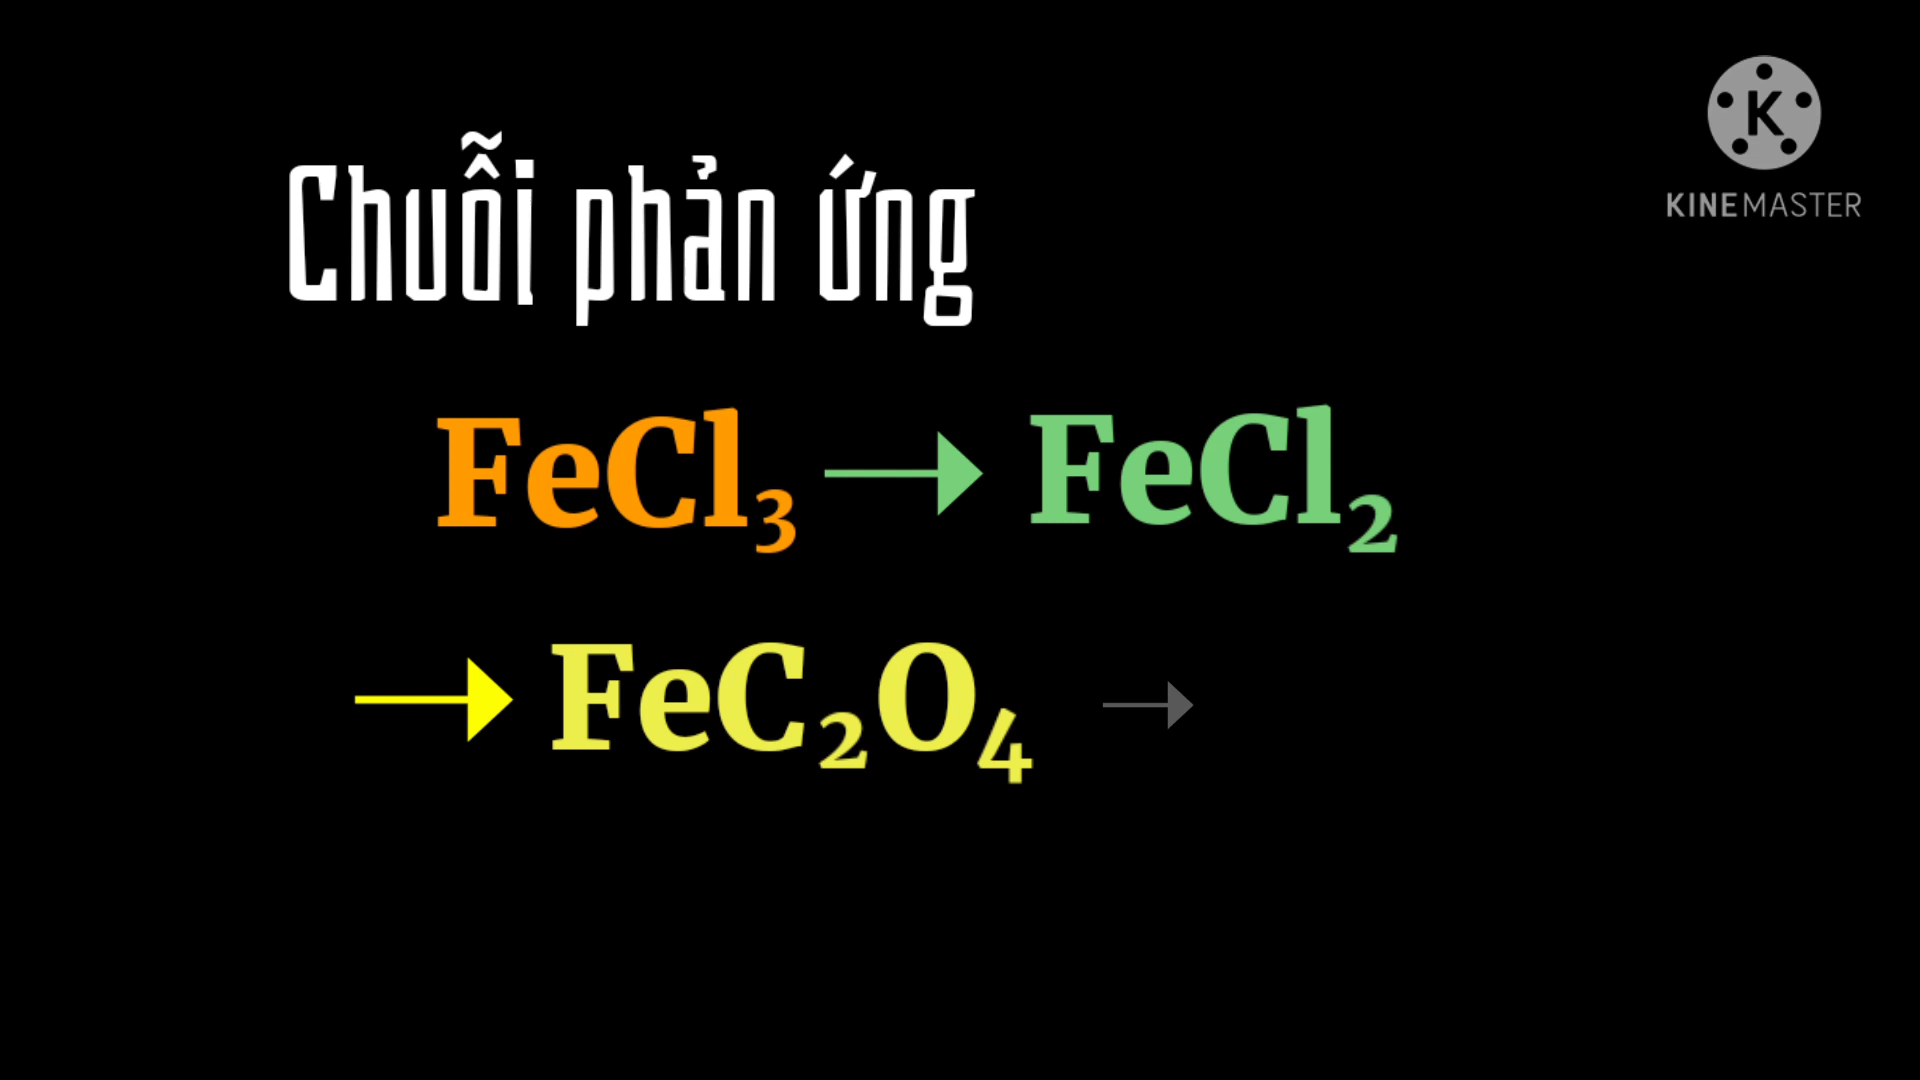 Chuỗi phản ứng
KINEMASTER
FeCl₃ → FeCl₂
→ FeC₂O₄ →